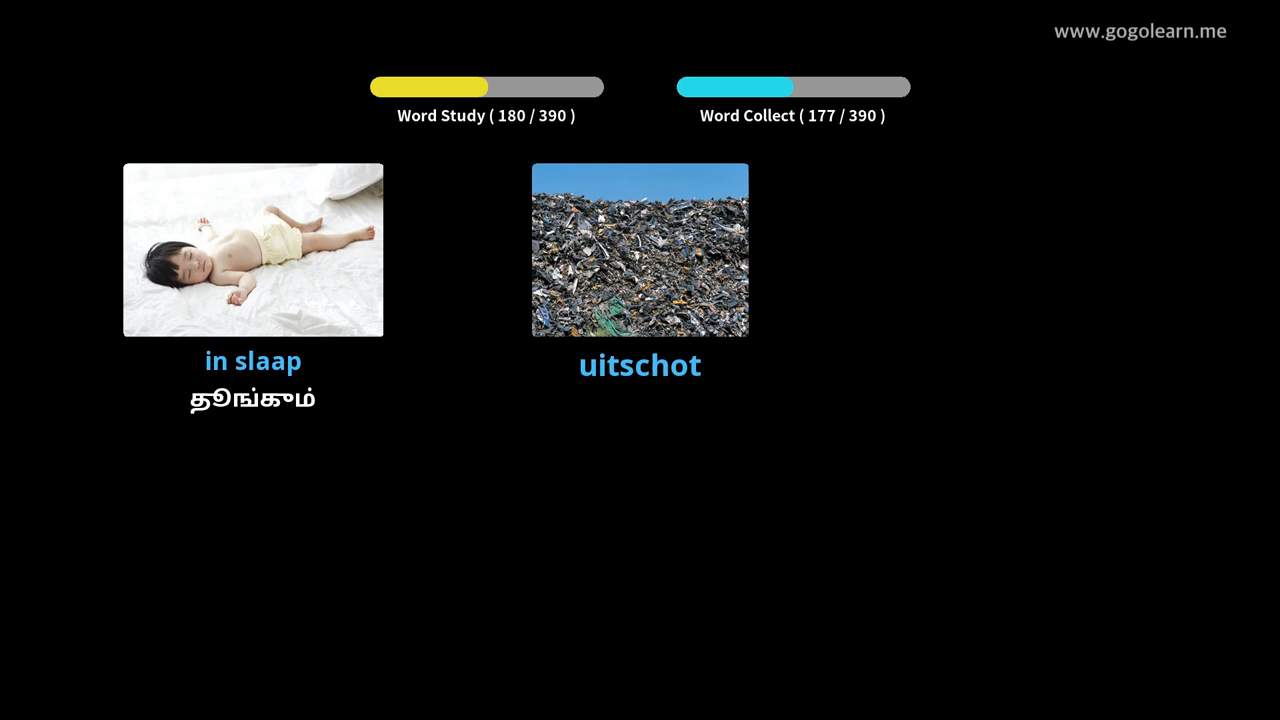 www.gogolearn.me
Word Study ( 180 / 390 )
Word Collect ( 177 / 390 )
in slaap
தூங்கும்
uitschot